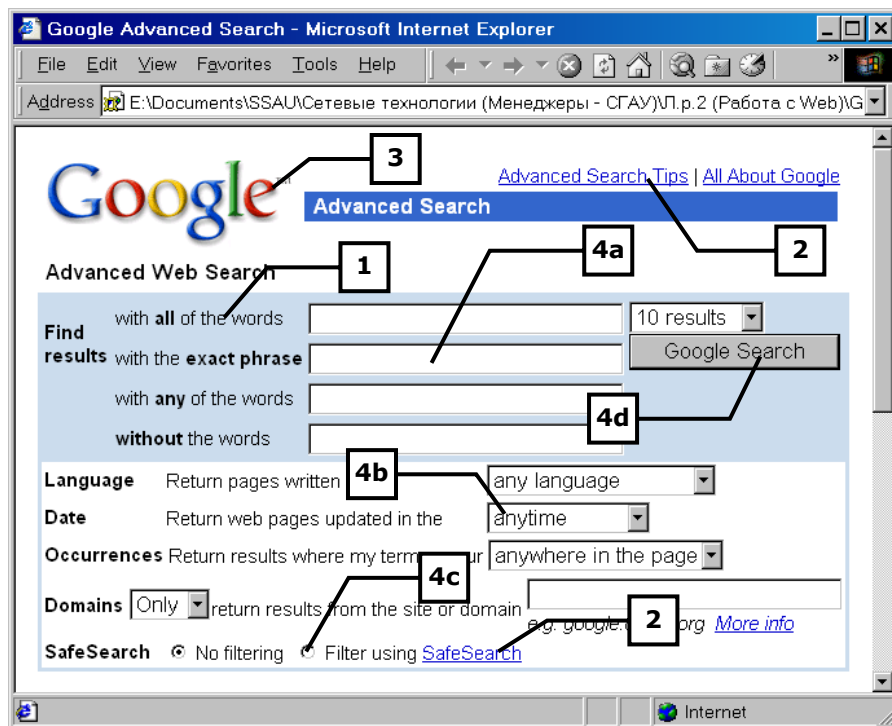 Google Advanced Search - Microsoft Internet Explorer
File Edit View Favorites Tools Help »
Address E:\Documents\SSAU\Сетевые технологии (Менеджеры - СГАУ)\Л.р.2 (Работа с Web)\G
3
Google
Advanced Search Tips | All About Google
Advanced Search
1
4a
2
Advanced Web Search
Find results
with all of the words
10 results
with the exact phrase
Google Search
with any of the words
4d
without the words
4b
Language Return pages written any language
Date Return web pages updated in the anytime
Occurrences Return results where my term ur anywhere in the page
4c
Domains Only return results from the site or domain
e.g. google. org More info
2
SafeSearch No filtering Filter using SafeSearch
Internet